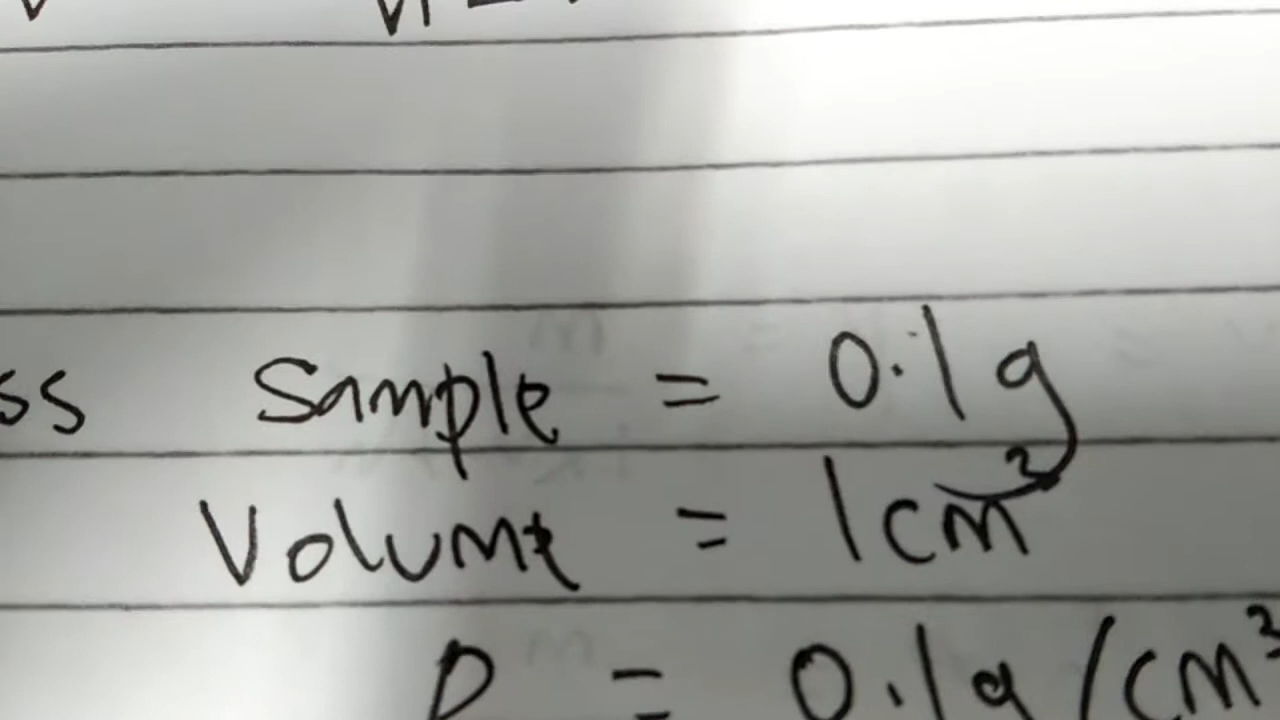 ss Sample = 0.1g
Volume = 1cm³
D = 0.1g/cm³